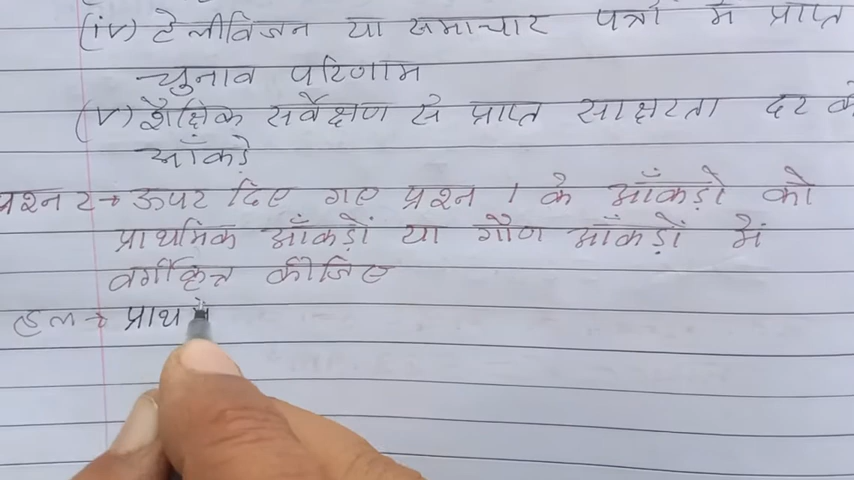 (iv) टेलीविजन या समाचार पत्रों में प्राप्त
चुनाव परिणाम
(v) शैक्षिक सर्वेक्षण से प्राप्त साक्षरता दर के
आँकड़े
प्रश्न 2→ ऊपर दिए गए प्रश्न 1 के आँकड़ो को
प्राथमिक आँकड़ों या गौण आँकड़ों में
वर्गीकृत कीजिए
हल→ प्राथ